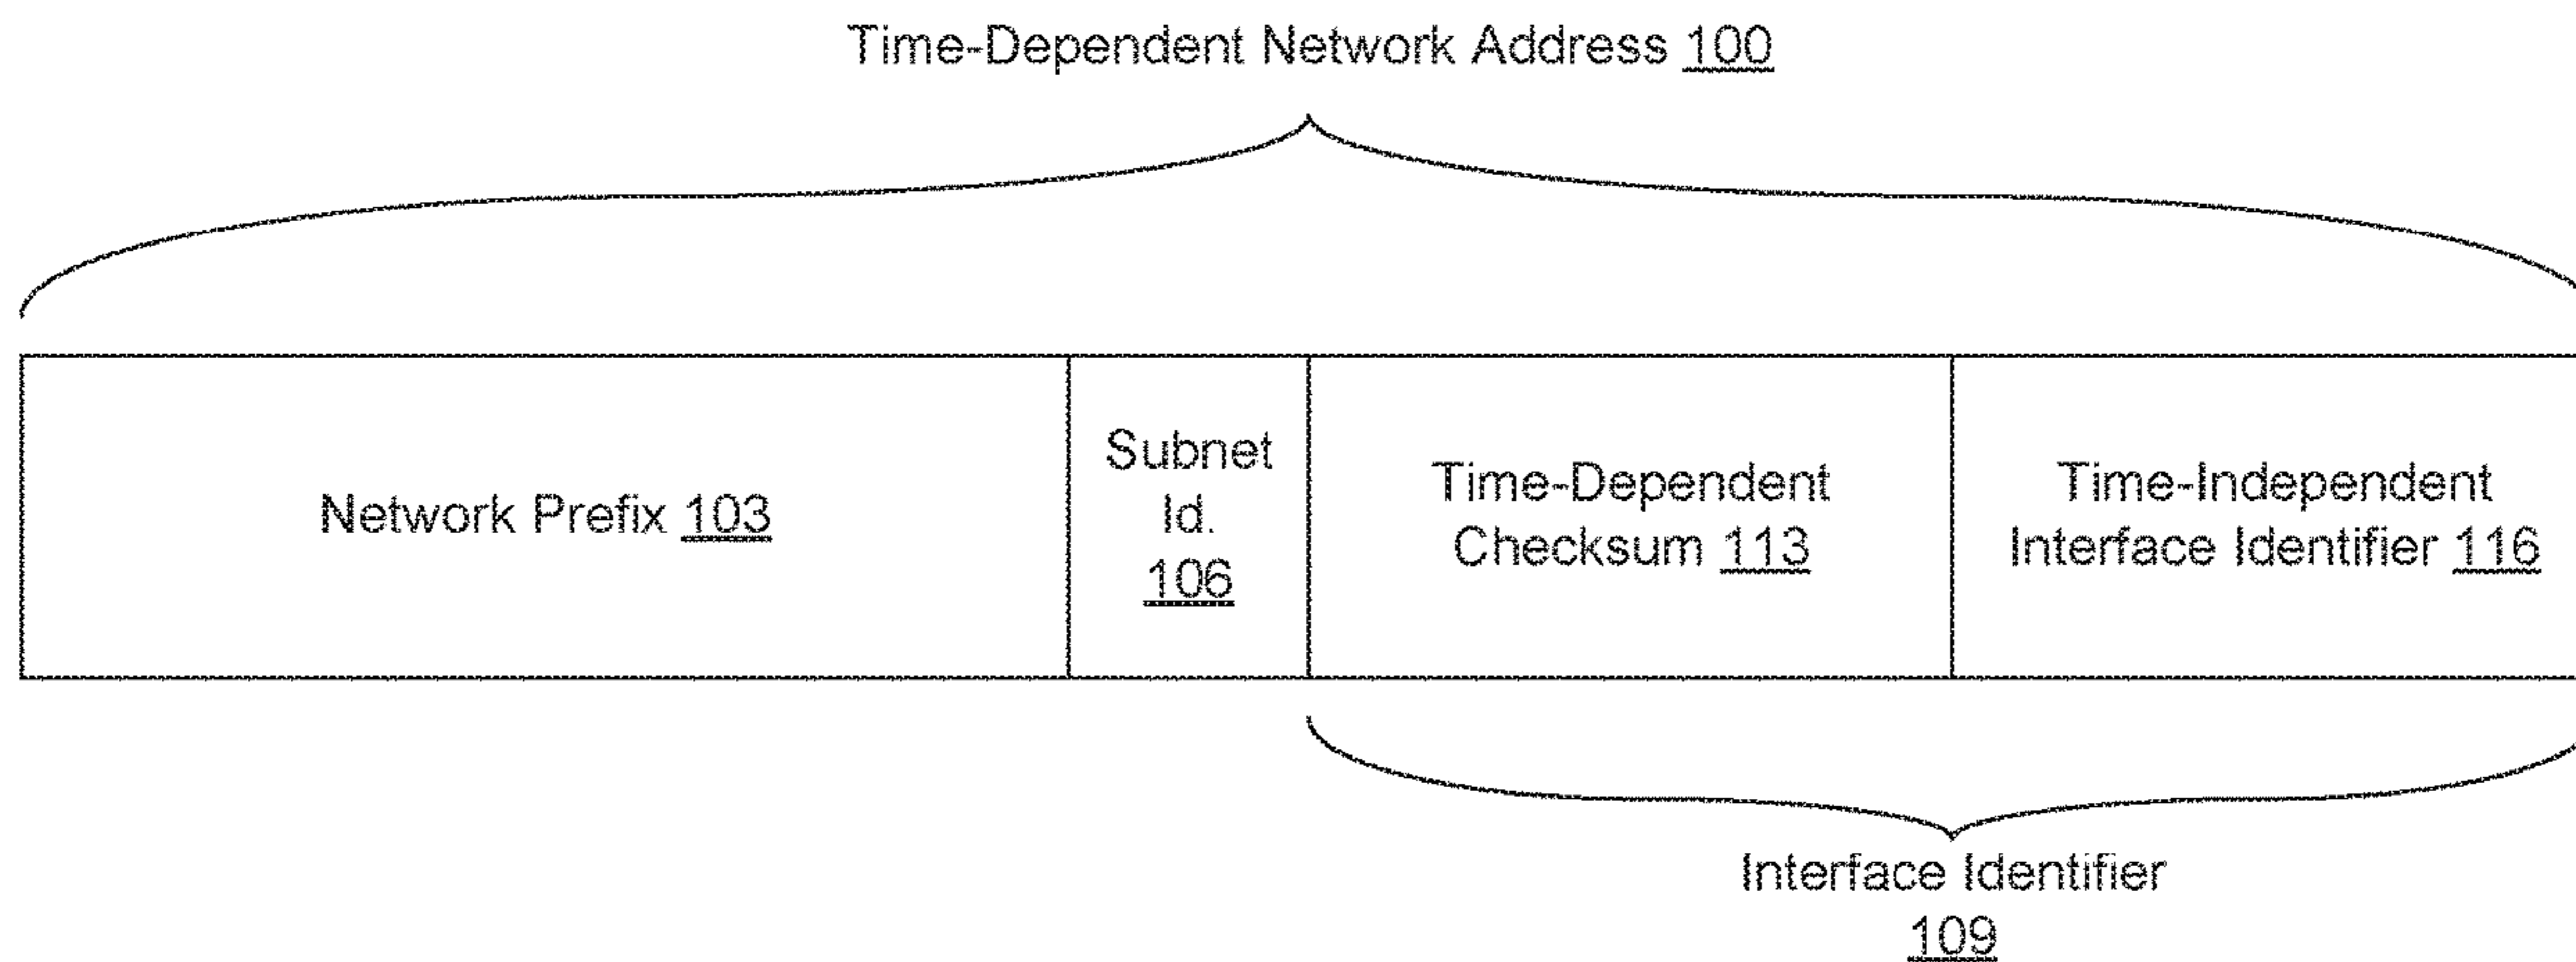 Time-Dependent Network Address 100
Network Prefix 103
Subnet
Id.
106
Time-Dependent
Checksum 113
Time-Independent
Interface Identifier 116
Interface Identifier
109